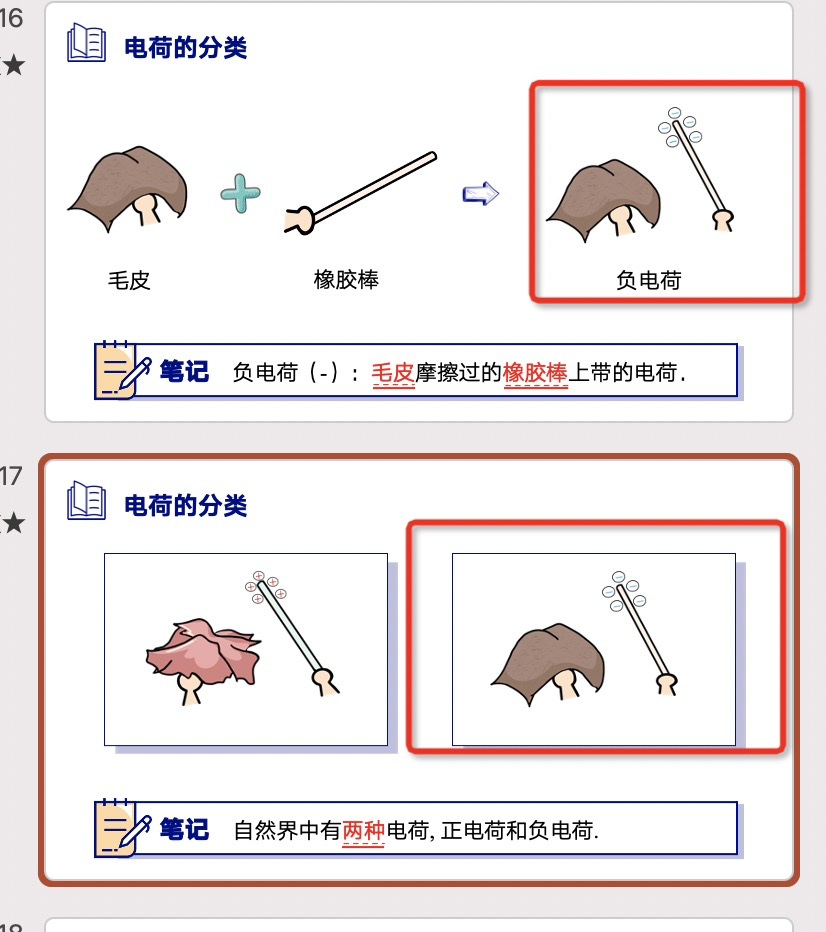 16
★
电荷的分类
毛皮
橡胶棒
负电荷
笔记 负电荷（-）：毛皮摩擦过的橡胶棒上带的电荷.
17
★
电荷的分类
笔记 自然界中有两种电荷, 正电荷和负电荷.
18